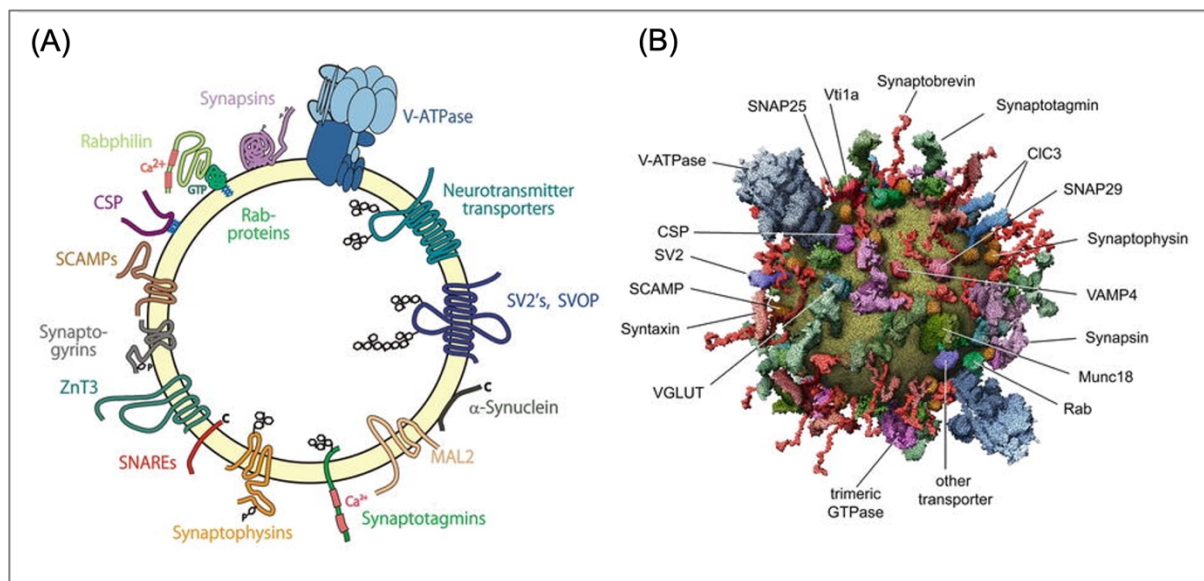 (A)
Synapsins
V-ATPase
Rabphilin
Ca2+
GTP
CSP
Rab-
proteins
Neurotransmitter
transporters
SCAMPs
SV2's, SVOP
Synapto-
gyrins
P
ZnT3
C
α-Synuclein
C
SNAREs
MAL2
Ca2+
P
Synaptophysins
Synaptotagmins
(B)
Synaptobrevin
Vti1a
SNAP25
Synaptotagmin
V-ATPase
ClC3
SNAP29
CSP
Synaptophysin
SV2
SCAMP
VAMP4
Syntaxin
Synapsin
Munc18
VGLUT
Rab
trimeric
GTPase
other
transporter